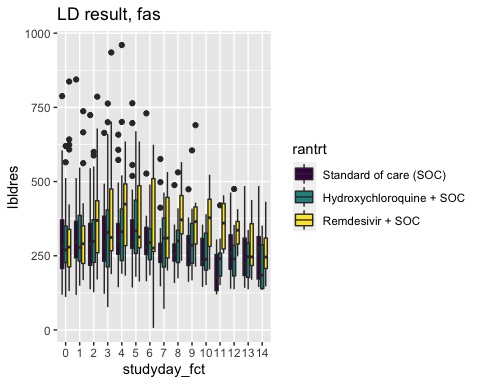 LD result, fas
1000
750
500
250
0
lbldres
0 1 2 3 4 5 6 7 8 9 10 11 12 13 14
studyday_fct
rantrt
Standard of care (SOC)
Hydroxychloroquine + SOC
Remdesivir + SOC